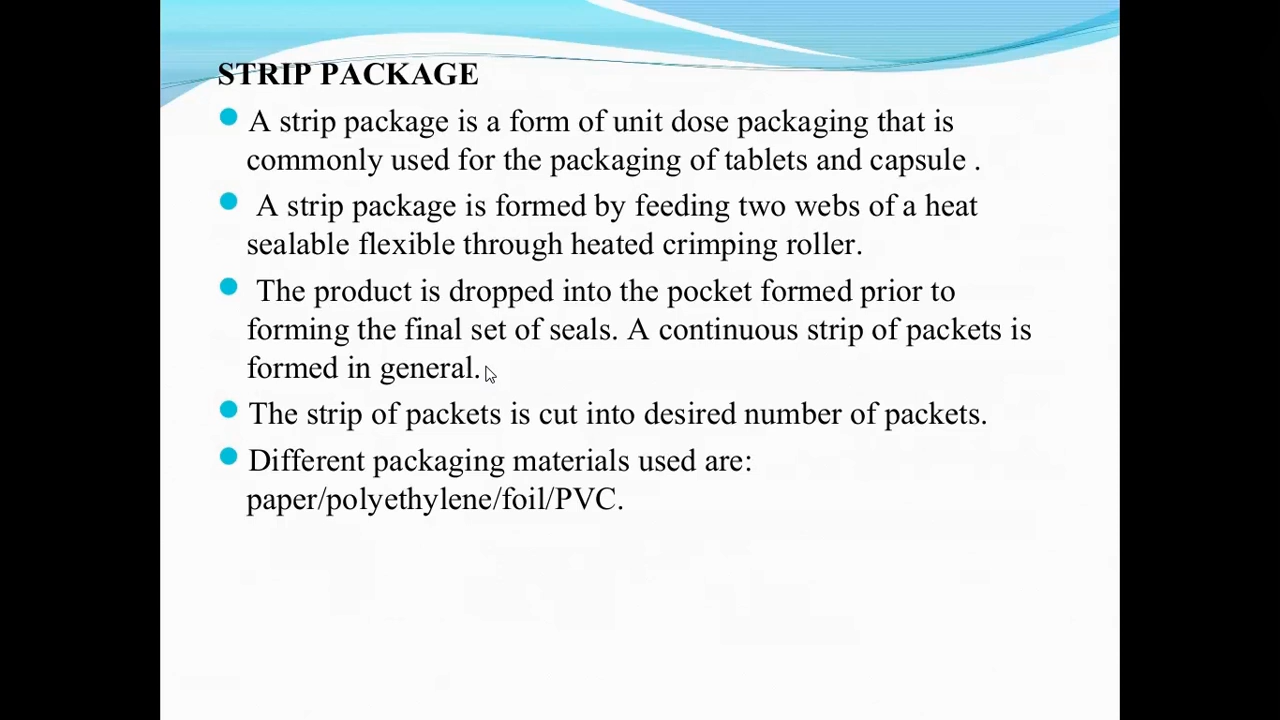 STRIP PACKAGE
A strip package is a form of unit dose packaging that is
commonly used for the packaging of tablets and capsule .
A strip package is formed by feeding two webs of a heat
sealable flexible through heated crimping roller.
The product is dropped into the pocket formed prior to
forming the final set of seals. A continuous strip of packets is
formed in general.
The strip of packets is cut into desired number of packets.
Different packaging materials used are:
paper/polyethylene/foil/PVC.